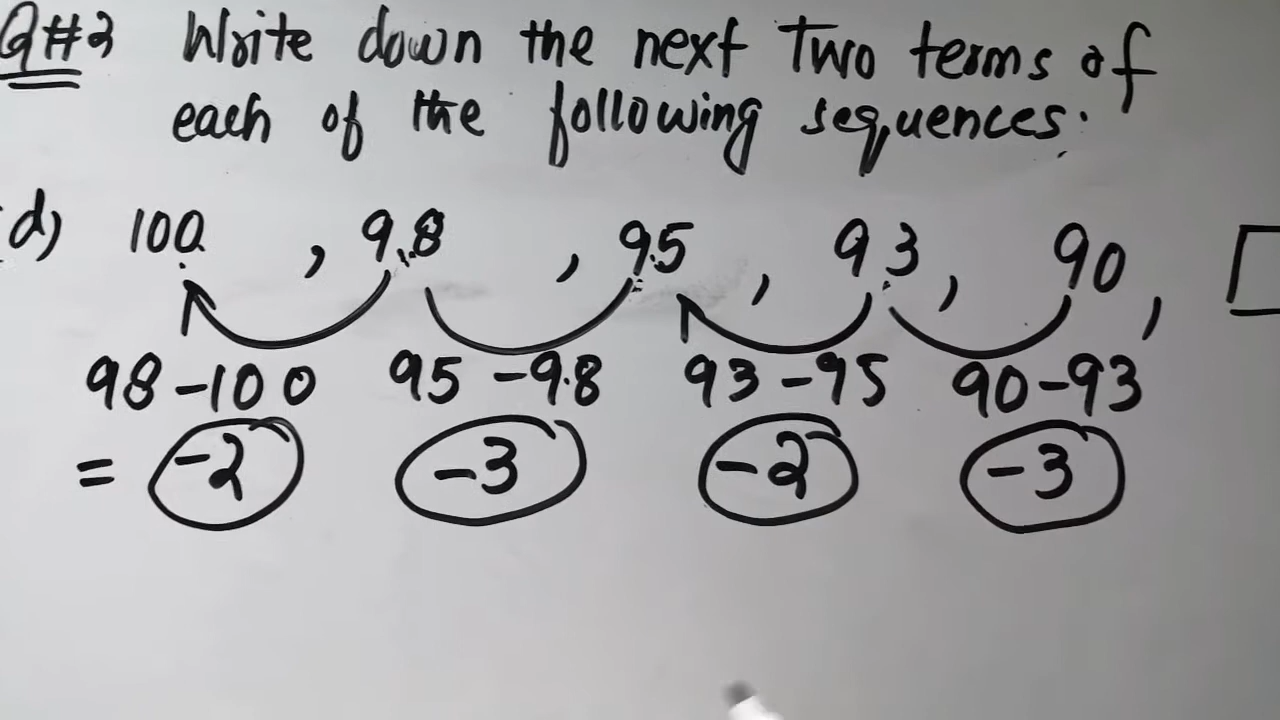 Q#3 Write down the next Two terms of
each of the following sequences.
d) 100 , 98 , 95 , 93 , 90 ,
98-100 95-98 93-95 90-93
= -2 -3 -2 -3